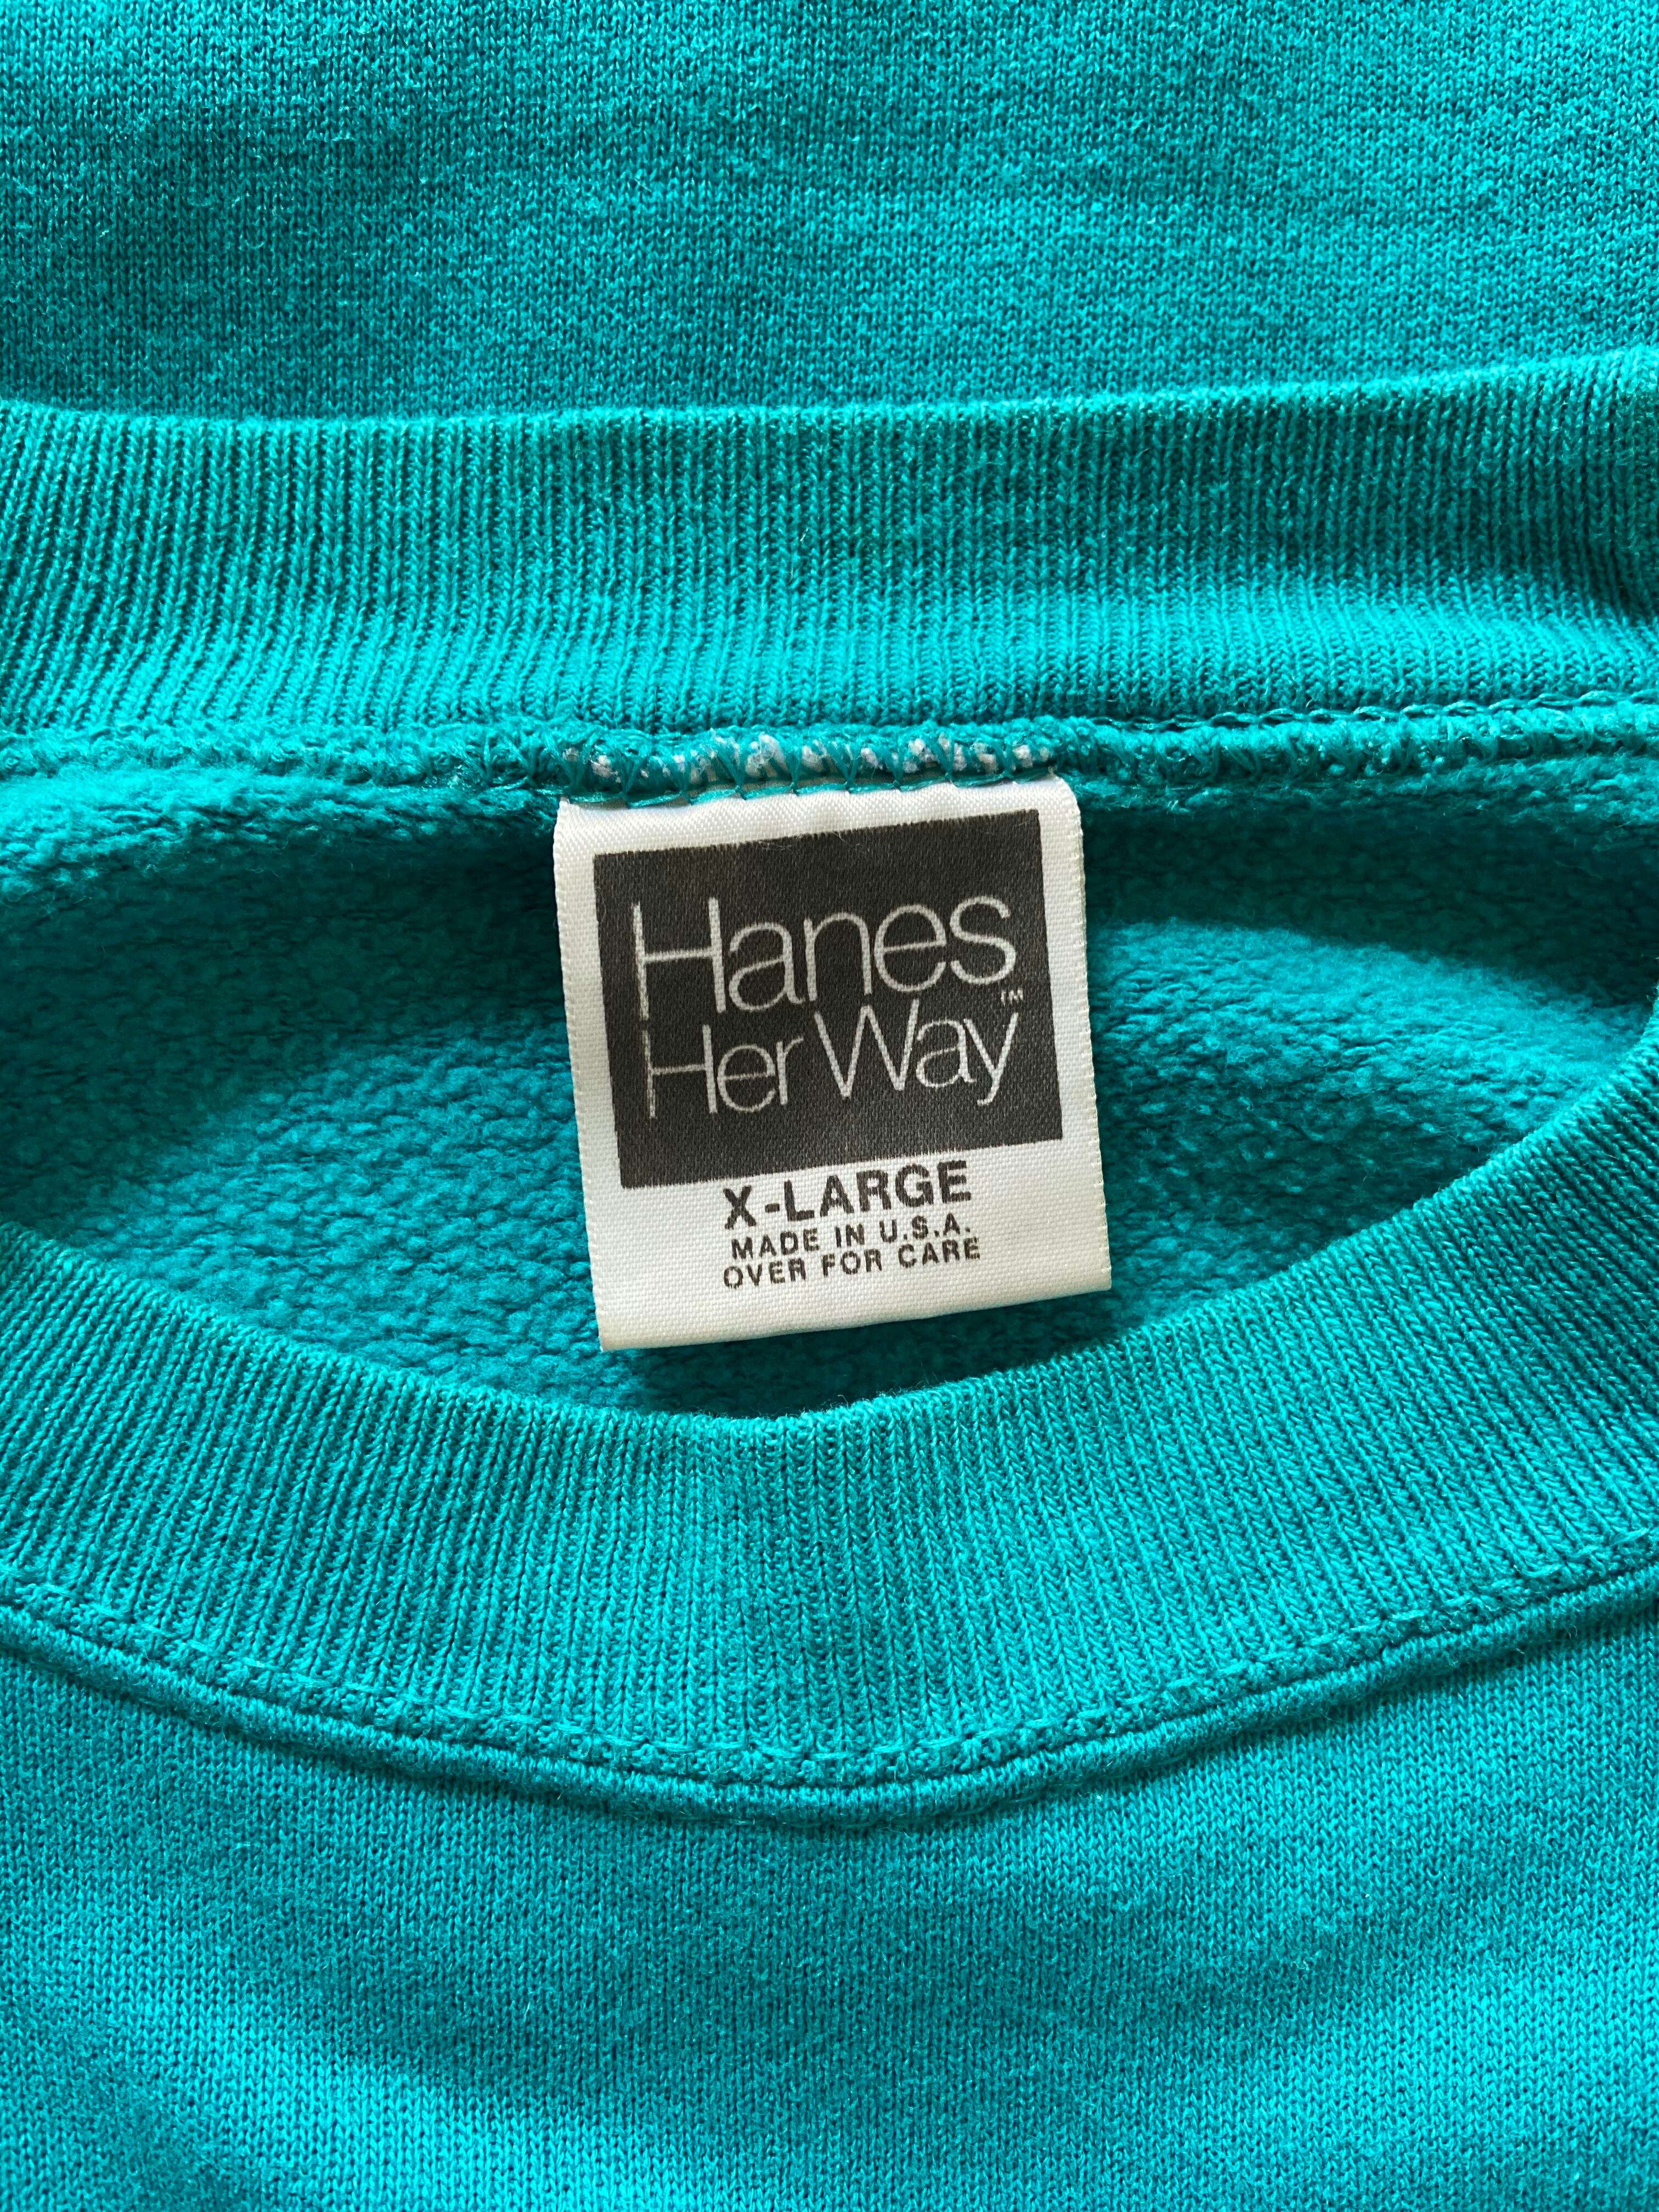 Hanes
Her Way™
X-LARGE
MADE IN U.S.A.
OVER FOR CARE